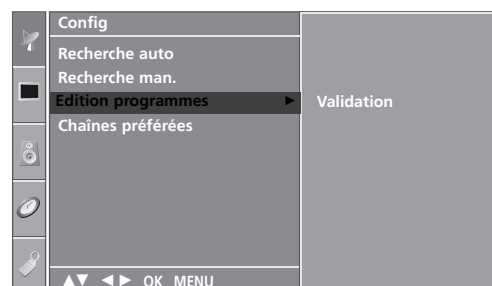 Config
Recherche auto
Recherche man.
Edition programmes ►
Validation
Chaînes préférées
▲▼ ◄► OK MENU